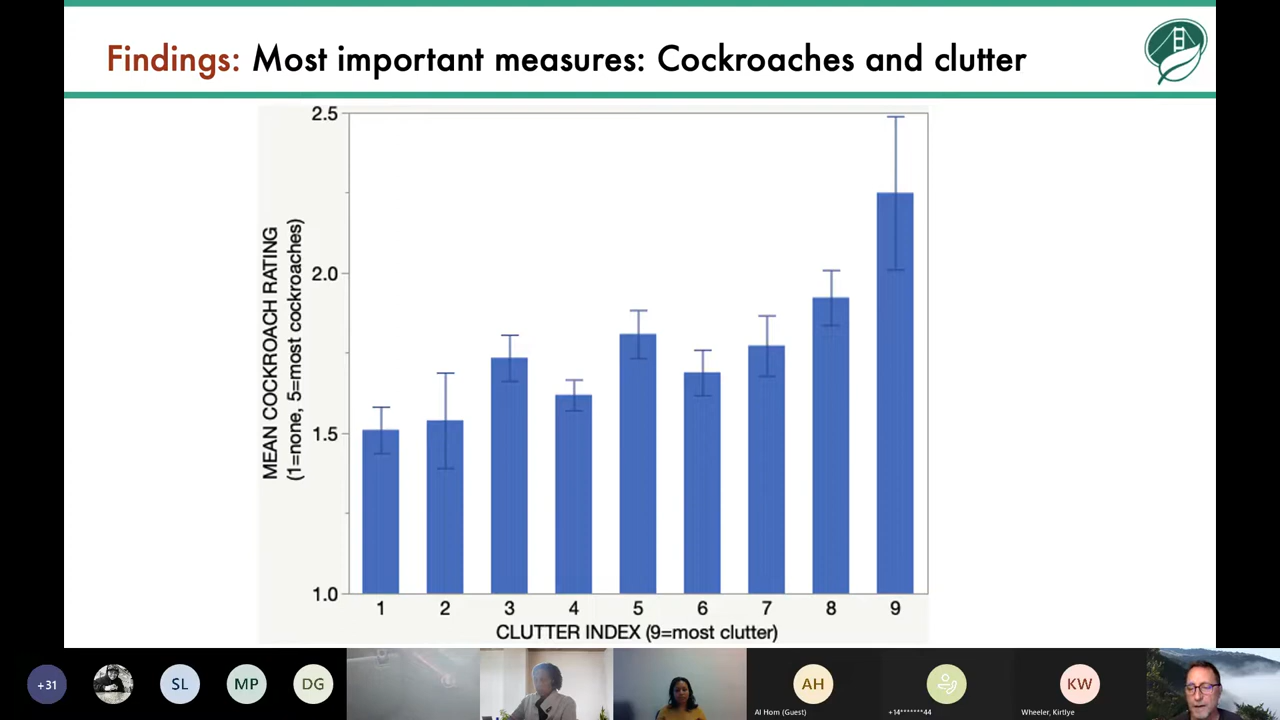 Findings: Most important measures: Cockroaches and clutter
MEAN COCKROACH RATING
(1=none, 5=most cockroaches)
2.5
2.0
1.5
1.0
1 2 3 4 5 6 7 8 9
CLUTTER INDEX (9=most clutter)
+31 SL MP DG AH KW
Al Hom (Guest) +14*******44 Wheeler, Kirtlye